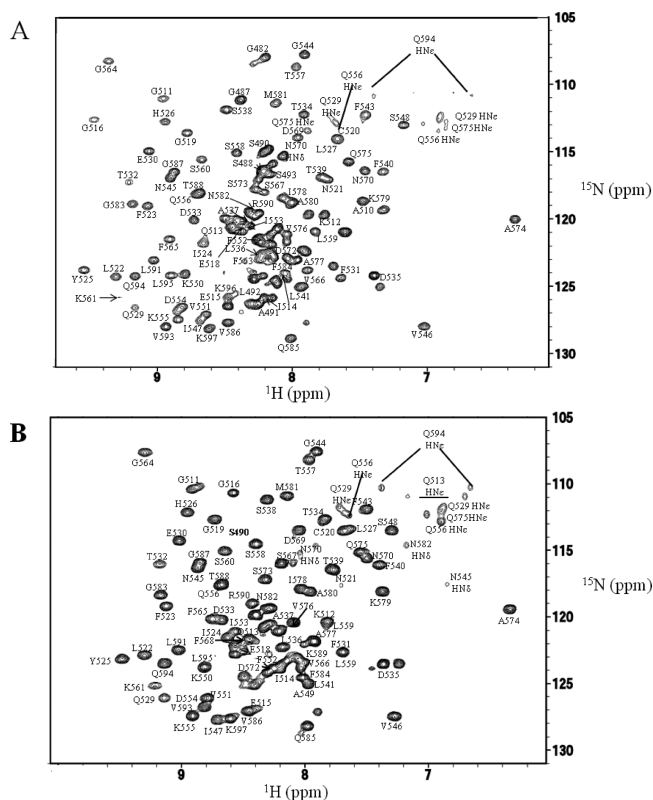 A
G564
G482
G544
T557
Q594
HNε
G511
G487
M581
Q556
HNε
Q529
HNε
G516
H526
S538
T534
Q575 HNε
D569
C520
F543
S548
Q529 HNε
Q575HNε
Q556 HNε
G519
S490
N570
HNδ
L527
E530
S560
S558
S488
S493
Q575
N570
F540
T532
G587
N545
S573
S567
T539
N521
T588
Q556
N582
R590
I578
A580
K579
A510
G583
F523
D533
A537
I553
V576
K512
L559
A574
Q513
F552
F565
I524
L536
D572
E518
F563
A577
F584
F531
D535
Y525
L522
L591
Q594
L595
K550
K596
L492
V566
L541
K561
Q529
D554
E515
I514
A491
K555
V551
V593
I547
K597
V586
Q585
V546
105
110
115
120
125
130
¹⁵N (ppm)
9
8
7
¹H (ppm)
B
G564
G544
T557
Q594
HNε
Q556
HNε
G511
G516
M581
Q529
HNε
Q513
HNε
H526
S538
F543
Q529 HNε
Q575HNε
Q556 HNε
G519
S490
T534
L527
S548
E530
D569
S560
S558
N570
HNδ
Q575
N582
HNδ
T532
G587
S567
N570
F540
N545
S573
T539
N545
HNδ
T588
N521
G583
R590
N582
I578
A580
K579
F523
V576
A574
F565
D533
A537
K512
I553
I524
Q513
F568
L536
A577
L591
E518
K589
F531
Y525
L522
F552
V566
L559
Q594
L595
D572
F584
D535
K550
I514
K561
L541
A549
Q529
D554
V551
V593
E515
K555
I547
K597
V586
Q585
V546
105
110
115
120
125
130
¹⁵N (ppm)
9
8
7
¹H (ppm)